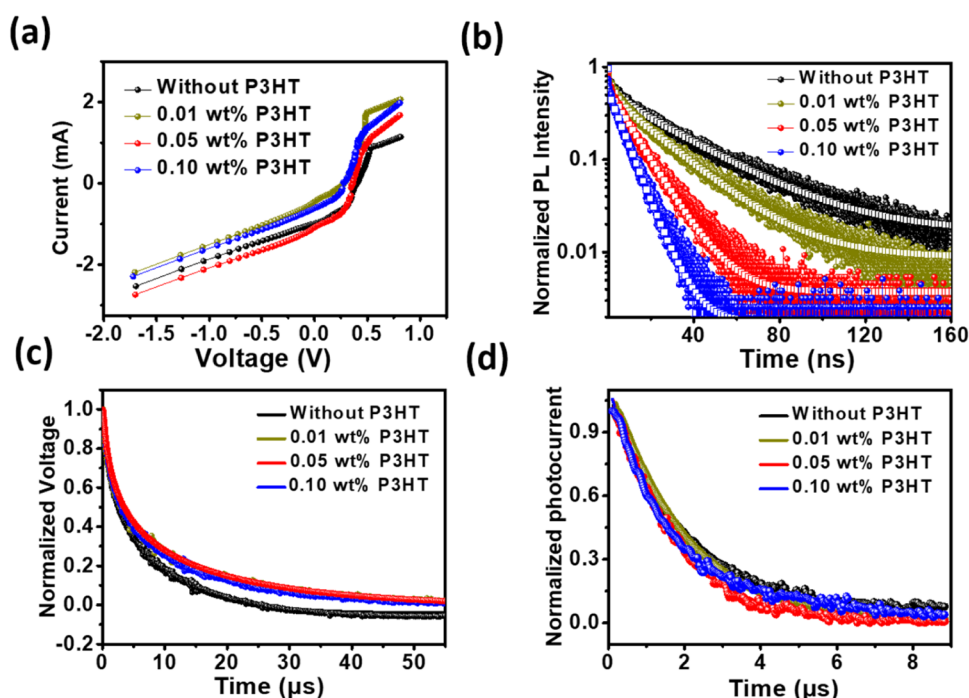 (a)
Current (mA)
2
0
-2
Without P3HT
0.01 wt% P3HT
0.05 wt% P3HT
0.10 wt% P3HT
-2.0 -1.5 -1.0 -0.5 0.0 0.5 1.0
Voltage (V)
(b)
Normalized PL Intensity
1
0.1
0.01
Without P3HT
0.01 wt% P3HT
0.05 wt% P3HT
0.10 wt% P3HT
40 80 120 160
Time (ns)
(c)
Normalized Voltage
1.0
0.8
0.6
0.4
0.2
0.0
-0.2
Without P3HT
0.01 wt% P3HT
0.05 wt% P3HT
0.10 wt% P3HT
0 10 20 30 40 50
Time (μs)
(d)
Normalized photocurrent
0.9
0.6
0.3
0.0
Without P3HT
0.01 wt% P3HT
0.05 wt% P3HT
0.10 wt% P3HT
0 2 4 6 8
Time (μs)